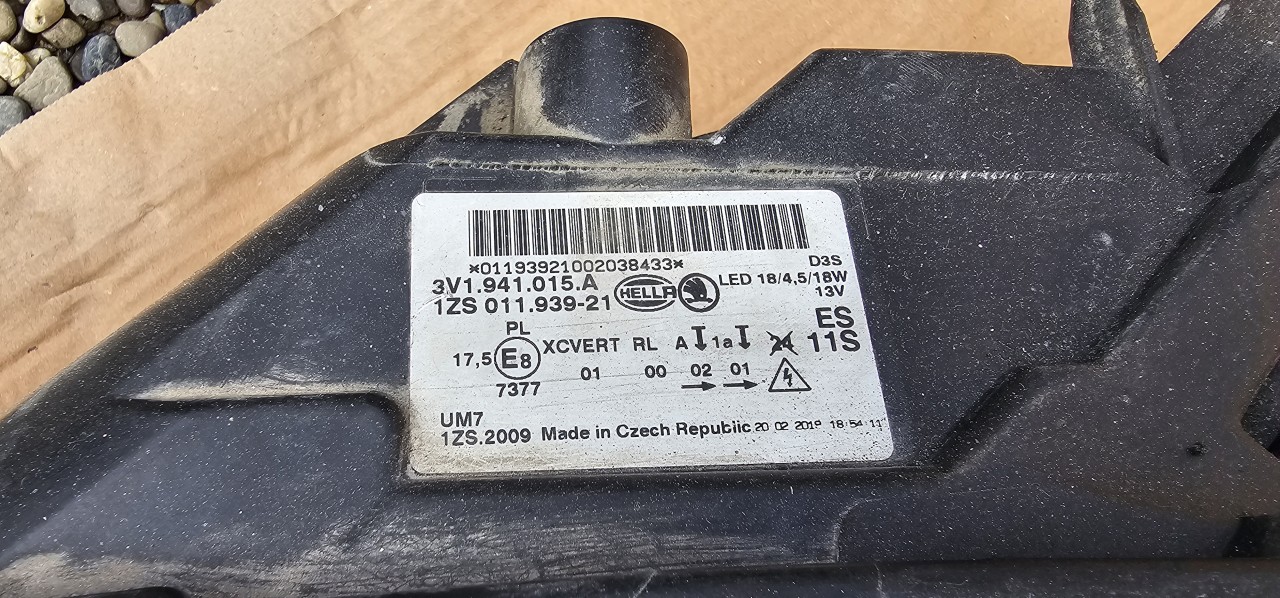 *01193921002038433*
D3S
3V1.941.015.A
HELLA
LED 18/4,5/18W
1ZS 011.939-21
13V
PL
ES
17,5 E8 XCVERT RL A 1a 24 11S
01 00 02 01
7377
UM7
1ZS.2009 Made in Czech Republic 20 02 2018 18:54:11